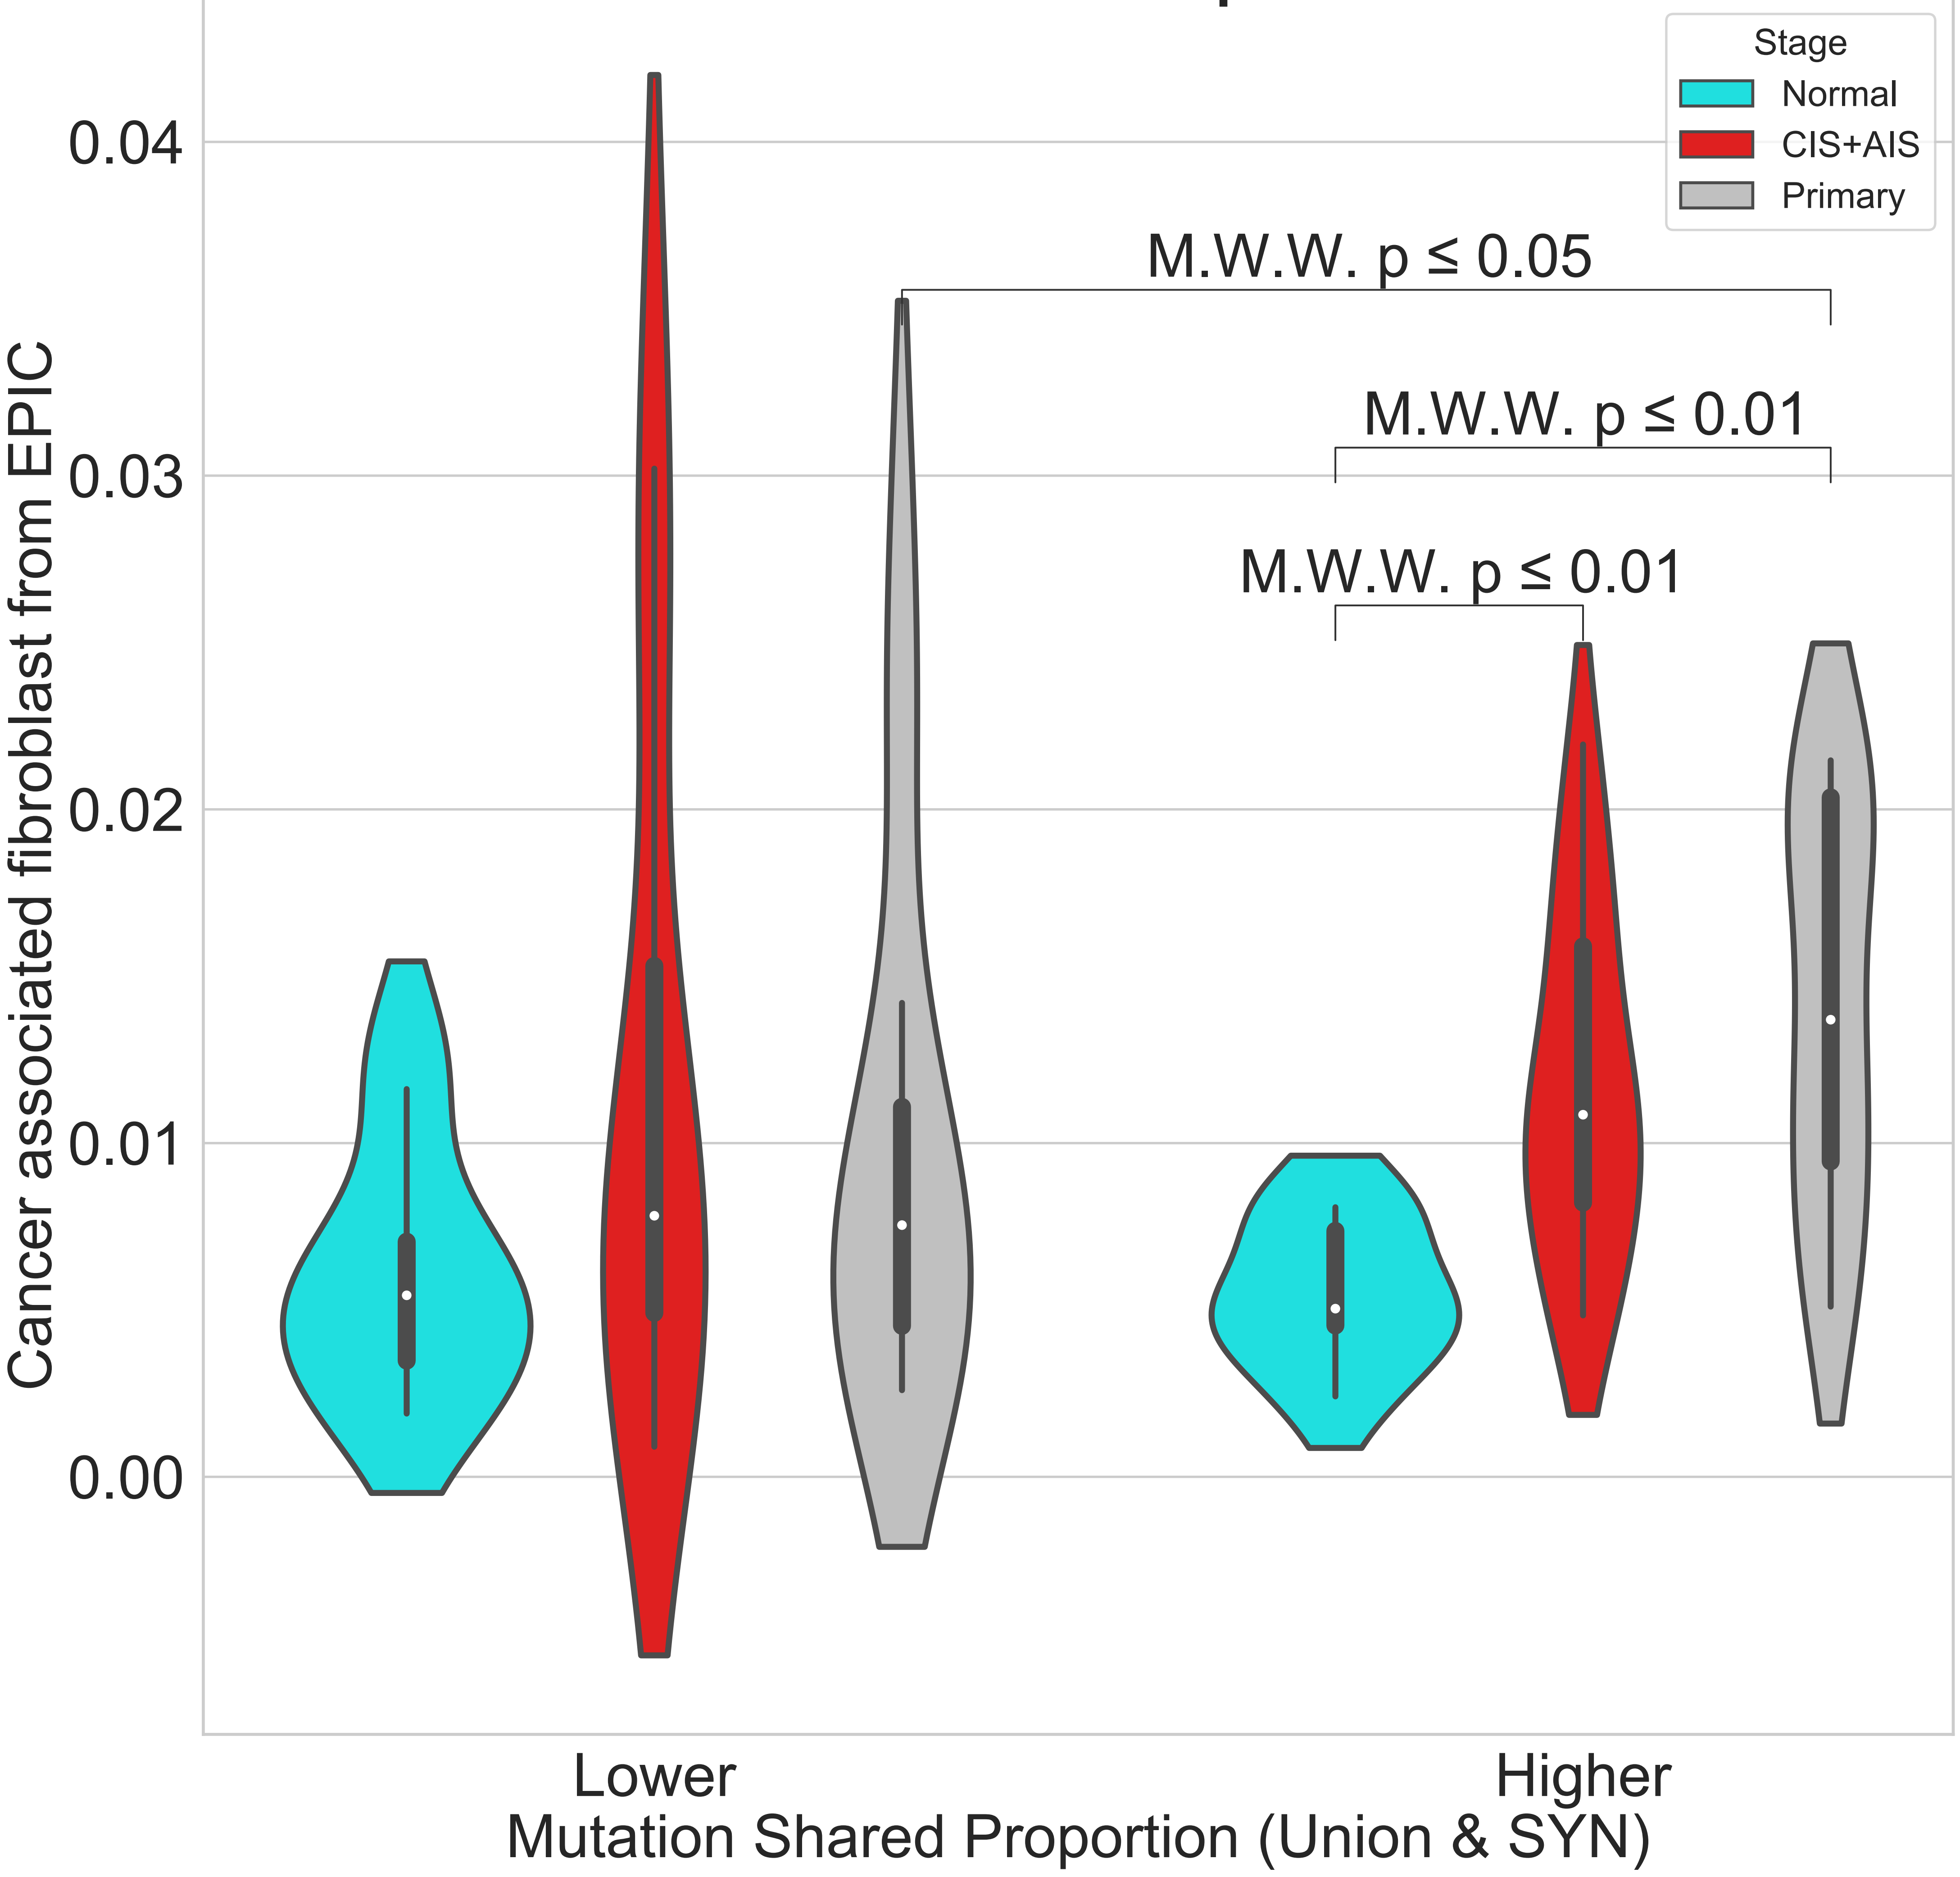 Stage
Normal
CIS+AIS
Primary
M.W.W. p ≤ 0.05
M.W.W. p ≤ 0.01
M.W.W. p ≤ 0.01
Cancer associated fibroblast from EPIC
0.04
0.03
0.02
0.01
0.00
Lower
Higher
Mutation Shared Proportion (Union & SYN)